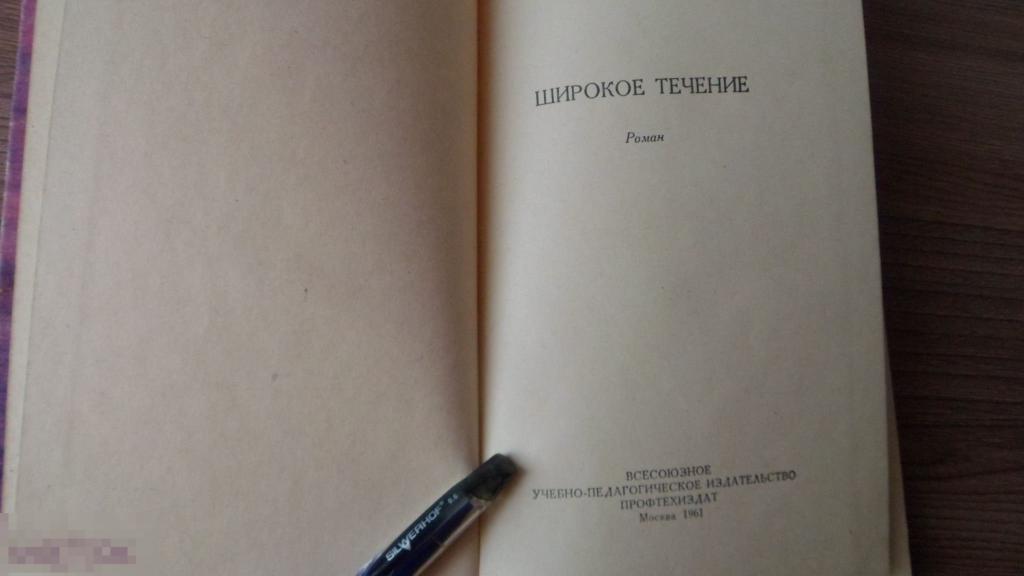 ШИРОКОЕ ТЕЧЕНИЕ
Роман
ВСЕСОЮЗНОЕ
УЧЕБНО-ПЕДАГОГИЧЕСКОЕ ИЗДАТЕЛЬСТВО
ПРОФТЕХИЗДАТ
Москва 1961
SILWERHOF